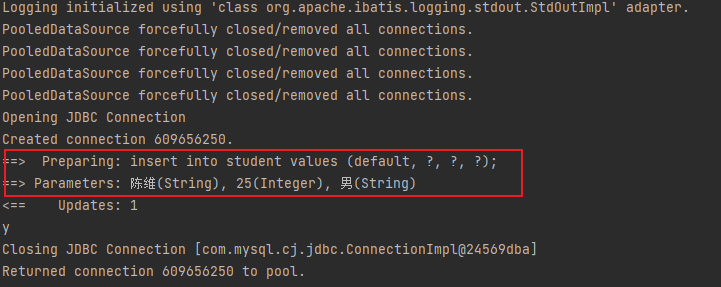 Logging initialized using 'class org.apache.ibatis.logging.stdout.StdOutImpl' adapter.
PooledDataSource forcefully closed/removed all connections.
PooledDataSource forcefully closed/removed all connections.
PooledDataSource forcefully closed/removed all connections.
PooledDataSource forcefully closed/removed all connections.
Opening JDBC Connection
Created connection 609656250.
==>  Preparing: insert into student values (default, ?, ?, ?);
==> Parameters: 陈维(String), 25(Integer), 男(String)
<==    Updates: 1
y
Closing JDBC Connection [com.mysql.cj.jdbc.ConnectionImpl@24569dba]
Returned connection 609656250 to pool.